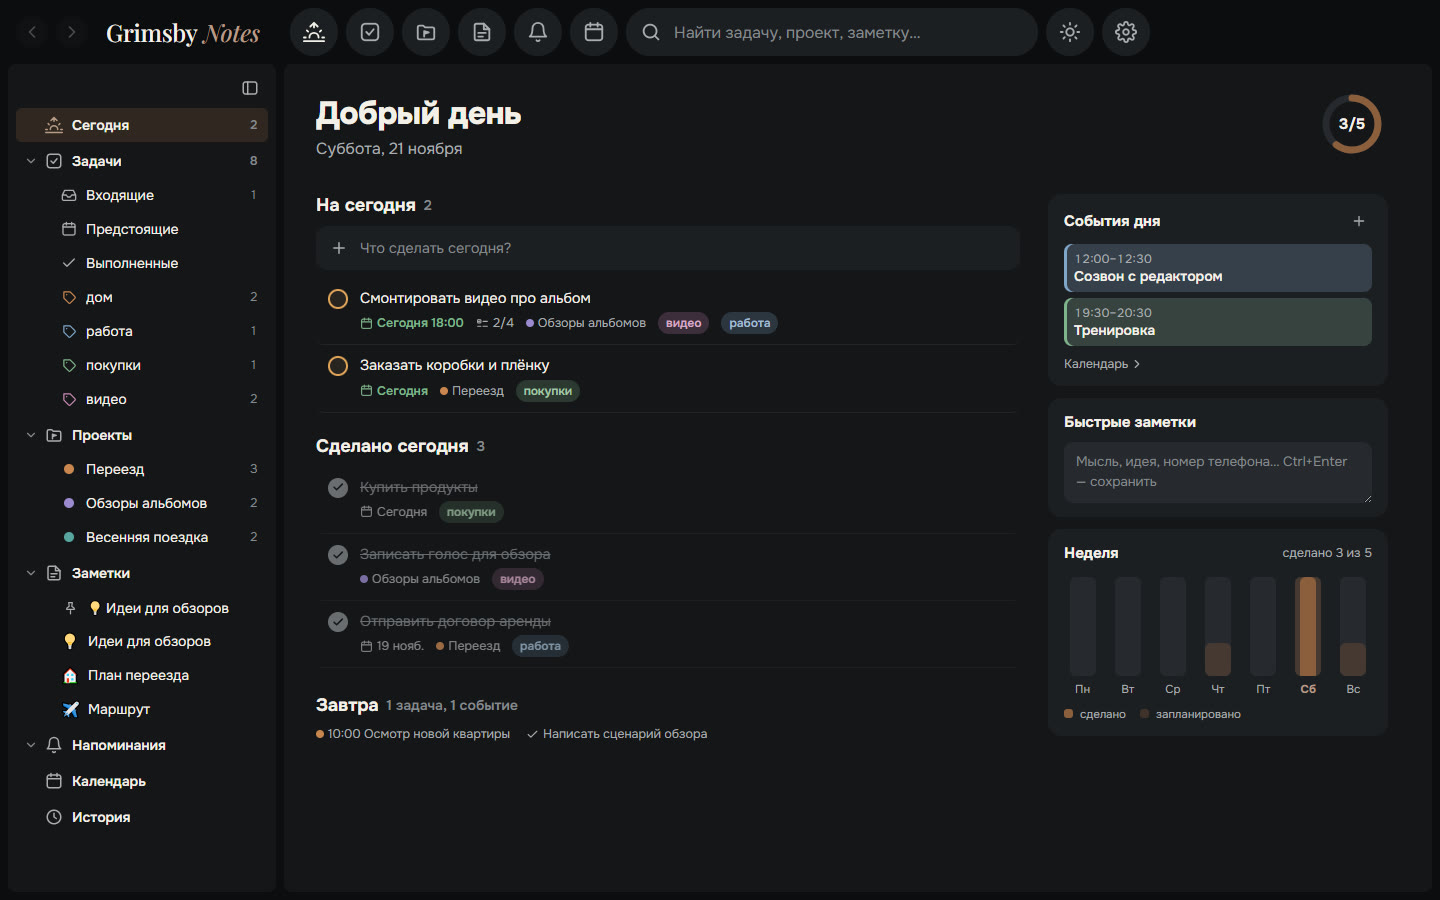 Grimsby Notes
Найти задачу, проект, заметку...
Сегодня 2
Задачи 8
Входящие 1
Предстоящие
Выполненные
дом 2
работа 1
покупки 1
видео 2
Проекты
Переезд 3
Обзоры альбомов 2
Весенняя поездка 2
Заметки
Идеи для обзоров
Идеи для обзоров
План переезда
Маршрут
Напоминания
Календарь
История
Добрый день
Суббота, 21 ноября
3/5
На сегодня 2
Что сделать сегодня?
Смонтировать видео про альбом
Сегодня 18:00 2/4 Обзоры альбомов видео работа
Заказать коробки и плёнку
Сегодня Переезд покупки
Сделано сегодня 3
Купить продукты
Сегодня покупки
Записать голос для обзора
Обзоры альбомов видео
Отправить договор аренды
19 нояб. Переезд работа
Завтра 1 задача, 1 событие
10:00 Осмотр новой квартиры Написать сценарий обзора
События дня
12:00–12:30
Созвон с редактором
19:30–20:30
Тренировка
Календарь
Быстрые заметки
Мысль, идея, номер телефона... Ctrl+Enter
— сохранить
Неделя сделано 3 из 5
Пн Вт Ср Чт Пт Сб Вс
сделано запланировано